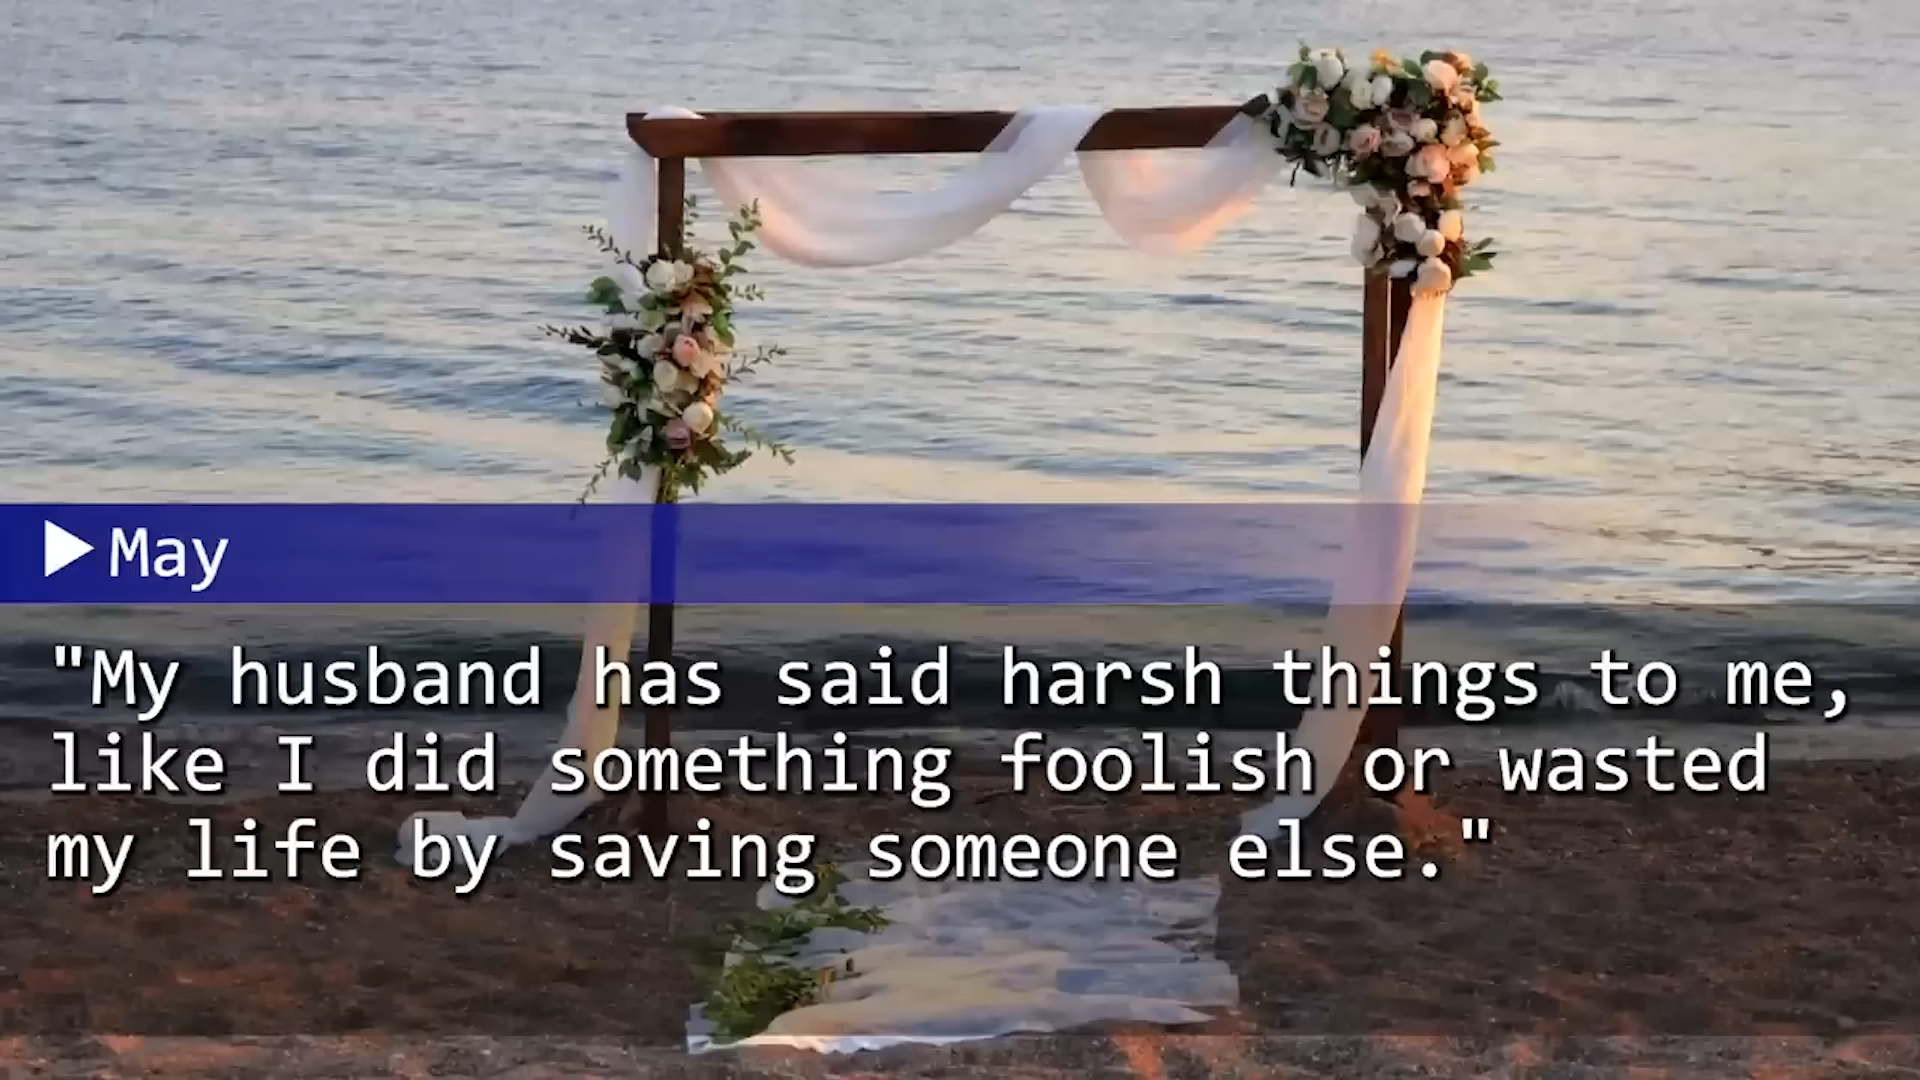 May
"My husband has said harsh things to me,
like I did something foolish or wasted
my life by saving someone else."